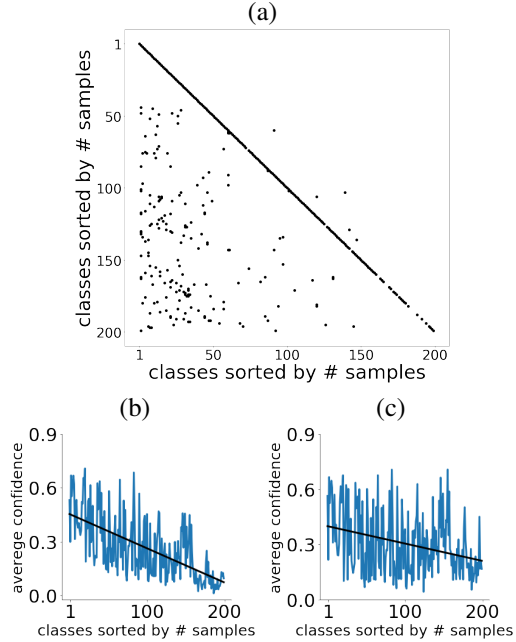 (a)
classes sorted by # samples
1
50
100
150
200
1 50 100 150 200
classes sorted by # samples
(b) (c)
averege confidence
0.9
0.6
0.3
0.0
1 100 200
classes sorted by # samples
averege confidence
0.9
0.6
0.3
0.0
1 100 200
classes sorted by # samples